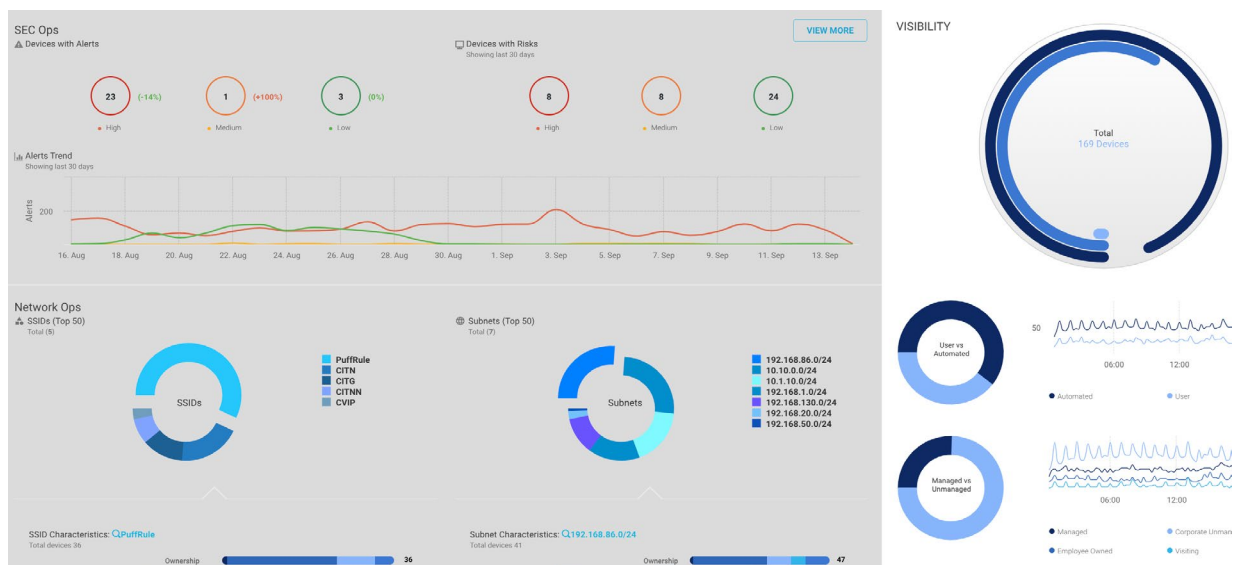 SEC Ops
Devices with Alerts
Devices with Risks
Showing last 30 days
VIEW MORE
23 (-14%)
1 (+100%)
3 (0%)
8
8
24
High
Medium
Low
High
Medium
Low
Alerts Trend
Showing last 30 days
Alerts
200
16. Aug 18. Aug 20. Aug 22. Aug 24. Aug 26. Aug 28. Aug 30. Aug 1. Sep 3. Sep 5. Sep 7. Sep 9. Sep 11. Sep 13. Sep
Network Ops
SSIDs (Top 50)
Total (5)
SSIDs
PuffRule
CITN
CITG
CITNN
CVIP
Subnets (Top 50)
Total (7)
Subnets
192.168.86.0/24
10.10.0.0/24
10.1.10.0/24
192.168.1.0/24
192.168.130.0/24
192.168.20.0/24
192.168.50.0/24
SSID Characteristics: PuffRule
Total devices 36
Ownership 36
Subnet Characteristics: 192.168.86.0/24
Total devices 41
Ownership 47
VISIBILITY
Total
169 Devices
User vs
Automated
50
06:00 12:00
Automated User
Managed vs
Unmanaged
06:00 12:00
Managed Corporate Unman
Employee Owned Visiting